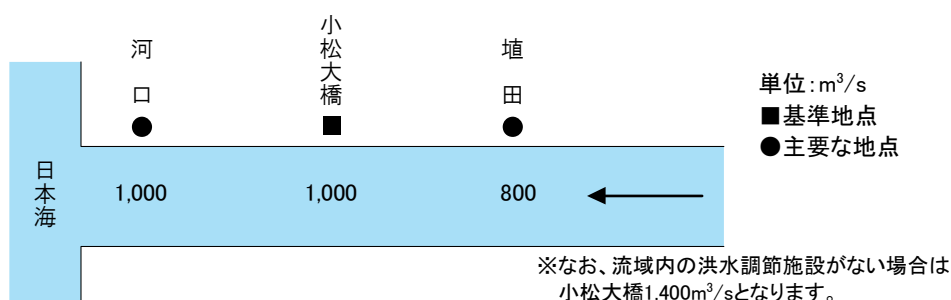 河口
小松大橋
埴田
単位:m³/s
■基準地点
●主要な地点
日本海
1,000
1,000
800
※なお、流域内の洪水調節施設がない場合は
小松大橋1,400m³/sとなります。